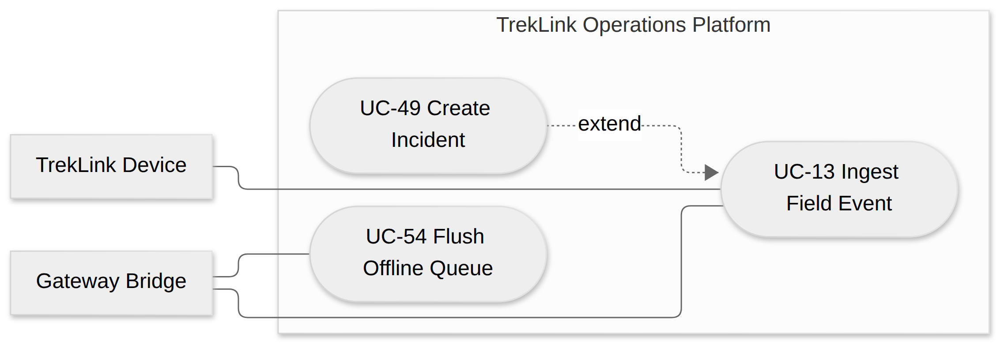 TrekLink Operations Platform
UC-49 Create
Incident
extend
TrekLink Device
UC-13 Ingest
Field Event
UC-54 Flush
Offline Queue
Gateway Bridge